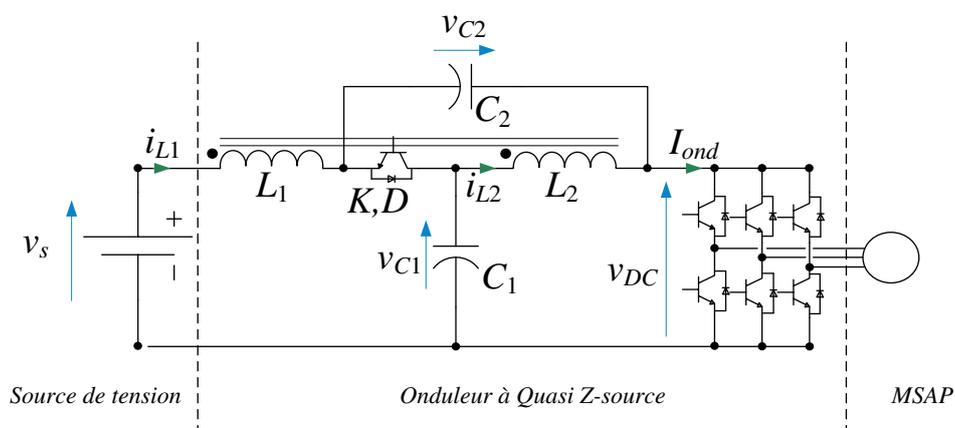 v_C2
C_2
i_L1
L_1
K,D
i_L2
L_2
I_ond
v_s
+
−
v_C1
C_1
v_DC
Source de tension
Onduleur à Quasi Z-source
MSAP